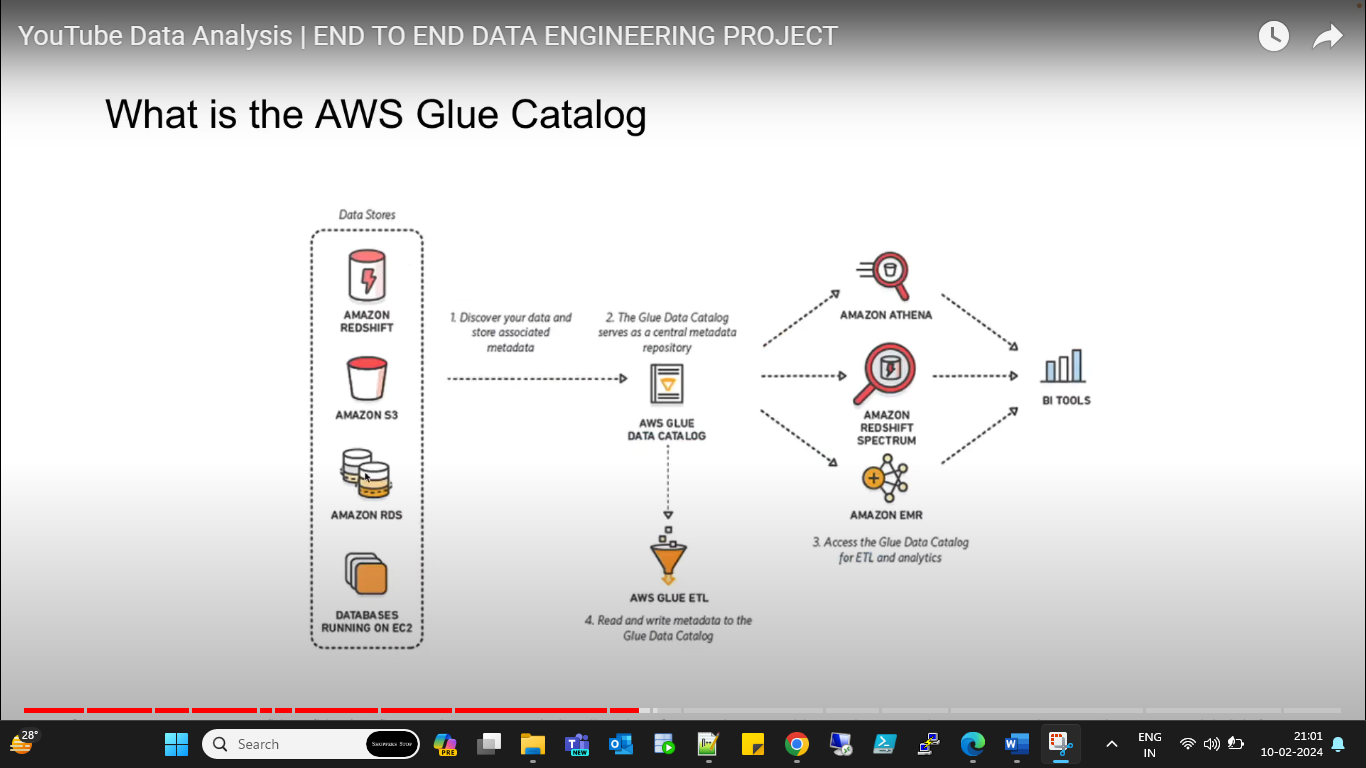 YouTube Data Analysis | END TO END DATA ENGINEERING PROJECT
What is the AWS Glue Catalog
Data Stores
AMAZON
REDSHIFT
AMAZON S3
AMAZON RDS
DATABASES
RUNNING ON EC2
1. Discover your data and
store associated
metadata
2. The Glue Data Catalog
serves as a central metadata
repository
AWS GLUE
DATA CATALOG
AWS GLUE ETL
4. Read and write metadata to the
Glue Data Catalog
AMAZON ATHENA
AMAZON
REDSHIFT
SPECTRUM
AMAZON EMR
3. Access the Glue Data Catalog
for ETL and analytics
BI TOOLS
28°
Search
SHOPPERS STOP
PRE
NEW
ENG
IN
21:01
10-02-2024